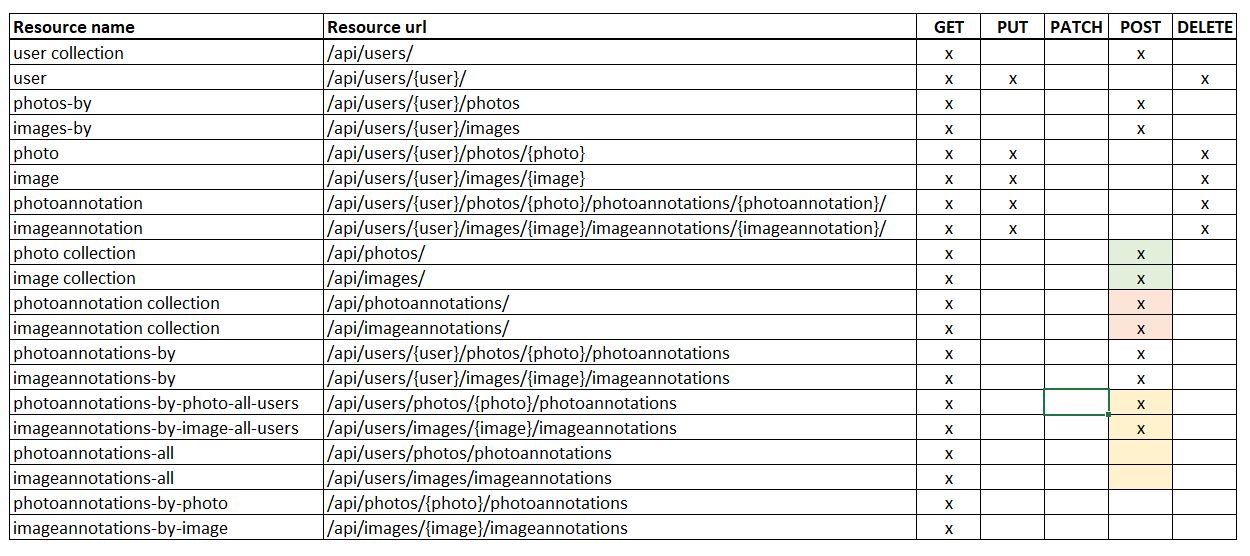 Resource name Resource url GET PUT PATCH POST DELETE
user collection /api/users/ x x
user /api/users/{user}/ x x x
photos-by /api/users/{user}/photos x x
images-by /api/users/{user}/images x x
photo /api/users/{user}/photos/{photo} x x x
image /api/users/{user}/images/{image} x x x
photoannotation /api/users/{user}/photos/{photo}/photoannotations/{photoannotation}/ x x x
imageannotation /api/users/{user}/images/{image}/imageannotations/{imageannotation}/ x x x
photo collection /api/photos/ x x
image collection /api/images/ x x
photoannotation collection /api/photoannotations/ x x
imageannotation collection /api/imageannotations/ x x
photoannotations-by /api/users/{user}/photos/{photo}/photoannotations x x
imageannotations-by /api/users/{user}/images/{image}/imageannotations x x
photoannotations-by-photo-all-users /api/users/photos/{photo}/photoannotations x x
imageannotations-by-image-all-users /api/users/images/{image}/imageannotations x x
photoannotations-all /api/users/photos/photoannotations x
imageannotations-all /api/users/images/imageannotations x
photoannotations-by-photo /api/photos/{photo}/photoannotations x
imageannotations-by-image /api/images/{image}/imageannotations x